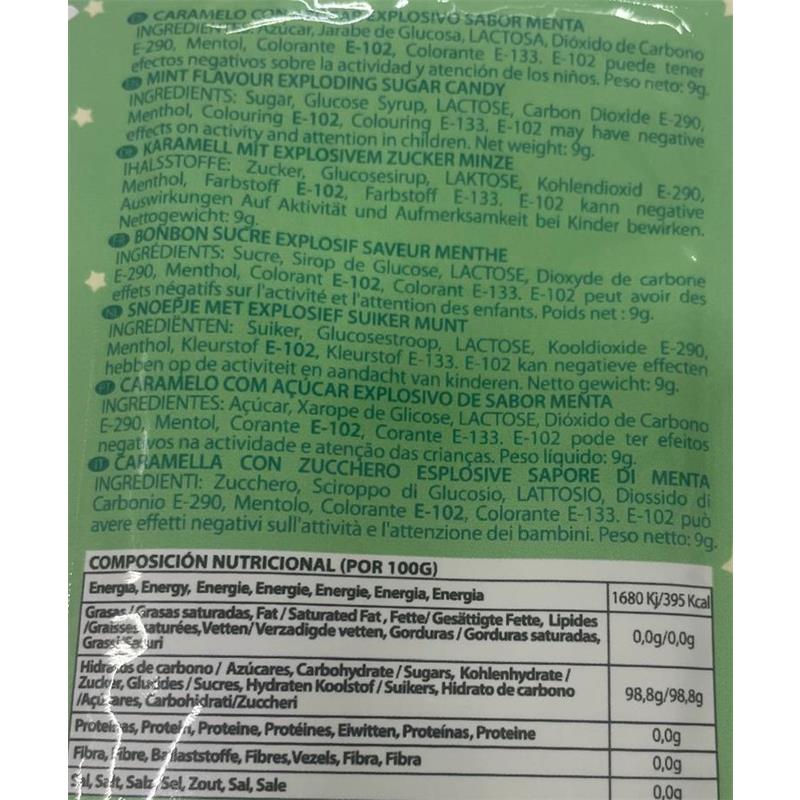 ES CARAMELO CON AZÚCAR EXPLOSIVO SABOR MENTA
INGREDIENTES: Azúcar, Jarabe de Glucosa, LACTOSA, Dióxido de Carbono
E-290, Mentol, Colorante E-102, Colorante E-133. E-102 puede tener
efectos negativos sobre la actividad y atención de los niños. Peso neto: 9g.
EN MINT FLAVOUR EXPLODING SUGAR CANDY
INGREDIENTS: Sugar, Glucose Syrup, LACTOSE, Carbon Dioxide E-290,
Menthol, Colouring E-102, Colouring E-133. E-102 may have negative
effects on activity and attention in children. Net weight: 9g.
DE KARAMELL MIT EXPLOSIVEM ZUCKER MINZE
IHALSSTOFFE: Zucker, Glucosesirup, LAKTOSE, Kohlendioxid E-290,
Menthol, Farbstoff E-102, Farbstoff E-133. E-102 kann negative
Auswirkungen Auf Aktivität und Aufmerksamkeit bei Kinder bewirken.
Nettogewicht: 9g.
FR BONBON SUCRE EXPLOSIF SAVEUR MENTHE
INGRÉDIENTS: Sucre, Sirop de Glucose, LACTOSE, Dioxyde de carbone
E-290, Menthol, Colorant E-102, Colorant E-133. E-102 peut avoir des
effets négatifs sur l'activité et l'attention des enfants. Poids net : 9g.
NL SNOEPJE MET EXPLOSIEF SUIKER MUNT
INGREDIËNTEN: Suiker, Glucosestroop, LACTOSE, Kooldioxide E-290,
Menthol, Kleurstof E-102, Kleurstof E-133. E-102 kan negatieve effecten
hebben op de activiteit en aandacht van kinderen. Netto gewicht: 9g.
PT CARAMELO COM AÇÚCAR EXPLOSIVO DE SABOR MENTA
INGREDIENTES: Açúcar, Xarope de Glicose, LACTOSE, Dióxido de Carbono
E-290, Mentol, Corante E-102, Corante E-133. E-102 pode ter efeitos
negativos na actividade e atenção das crianças. Peso líquido: 9g.
IT CARAMELLA CON ZUCCHERO ESPLOSIVE SAPORE DI MENTA
INGREDIENTI: Zucchero, Sciroppo di Glucosio, LATTOSIO, Diossido di
Carbonio E-290, Mentolo, Colorante E-102, Colorante E-133. E-102 può
avere effetti negativi sull'attività e l'attenzione dei bambini. Peso netto: 9g.
COMPOSICIÓN NUTRICIONAL (POR 100G)
Energía, Energy, Energie, Energie, Energie, Energia, Energia 1680 Kj/395 Kcal
Grasas / Grasas saturadas, Fat / Saturated Fat, Fette/ Gesättigte Fette, Lipides
/Graisses saturées, Vetten/ Verzadigde vetten, Gorduras / Gorduras saturadas, 0,0g/0,0g
Grassi/Saturi
Hidratos de carbono / Azúcares, Carbohydrate / Sugars, Kohlenhydrate /
Zucker, Glucides / Sucres, Hydraten Koolstof / Suikers, Hidrato de carbono 98,8g/98,8g
/Açúcares, Carbohidrati/Zuccheri
Proteínas, Protein, Proteine, Protéines, Eiwitten, Proteínas, Proteine 0,0g
Fibra, Fibre, Ballaststoffe, Fibres, Vezels, Fibra, Fibra 0,0g
Sal, Salt, Salz, Sel, Zout, Sal, Sale 0,0g